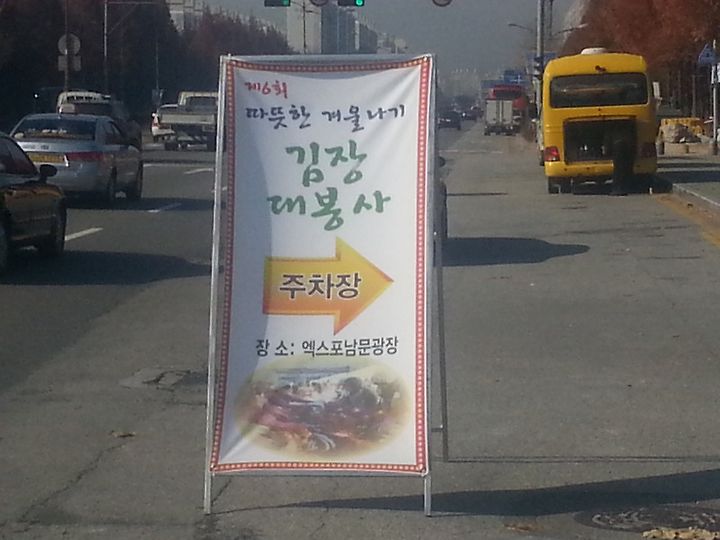 제6회
따뜻한 겨울나기
김장
대봉사
주차장
장 소: 엑스포남문광장